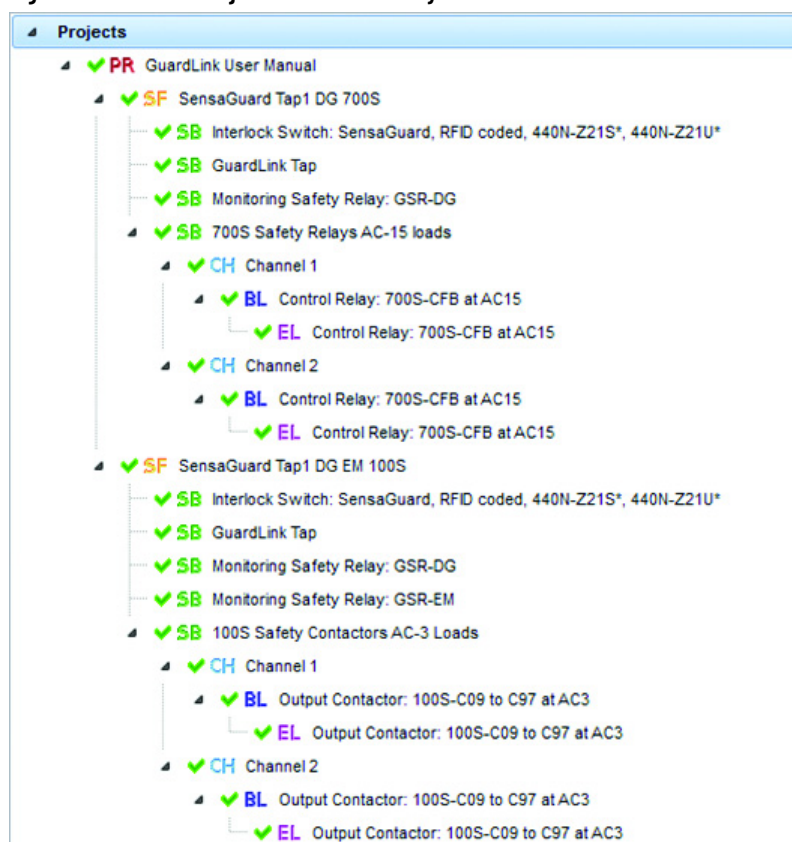 Projects
PR GuardLink User Manual
SF SensaGuard Tap1 DG 700S
SB Interlock Switch: SensaGuard, RFID coded, 440N-Z21S*, 440N-Z21U*
SB GuardLink Tap
SB Monitoring Safety Relay: GSR-DG
SB 700S Safety Relays AC-15 loads
CH Channel 1
BL Control Relay: 700S-CFB at AC15
EL Control Relay: 700S-CFB at AC15
CH Channel 2
BL Control Relay: 700S-CFB at AC15
EL Control Relay: 700S-CFB at AC15
SF SensaGuard Tap1 DG EM 100S
SB Interlock Switch: SensaGuard, RFID coded, 440N-Z21S*, 440N-Z21U*
SB GuardLink Tap
SB Monitoring Safety Relay: GSR-DG
SB Monitoring Safety Relay: GSR-EM
SB 100S Safety Contactors AC-3 Loads
CH Channel 1
BL Output Contactor: 100S-C09 to C97 at AC3
EL Output Contactor: 100S-C09 to C97 at AC3
CH Channel 2
BL Output Contactor: 100S-C09 to C97 at AC3
EL Output Contactor: 100S-C09 to C97 at AC3